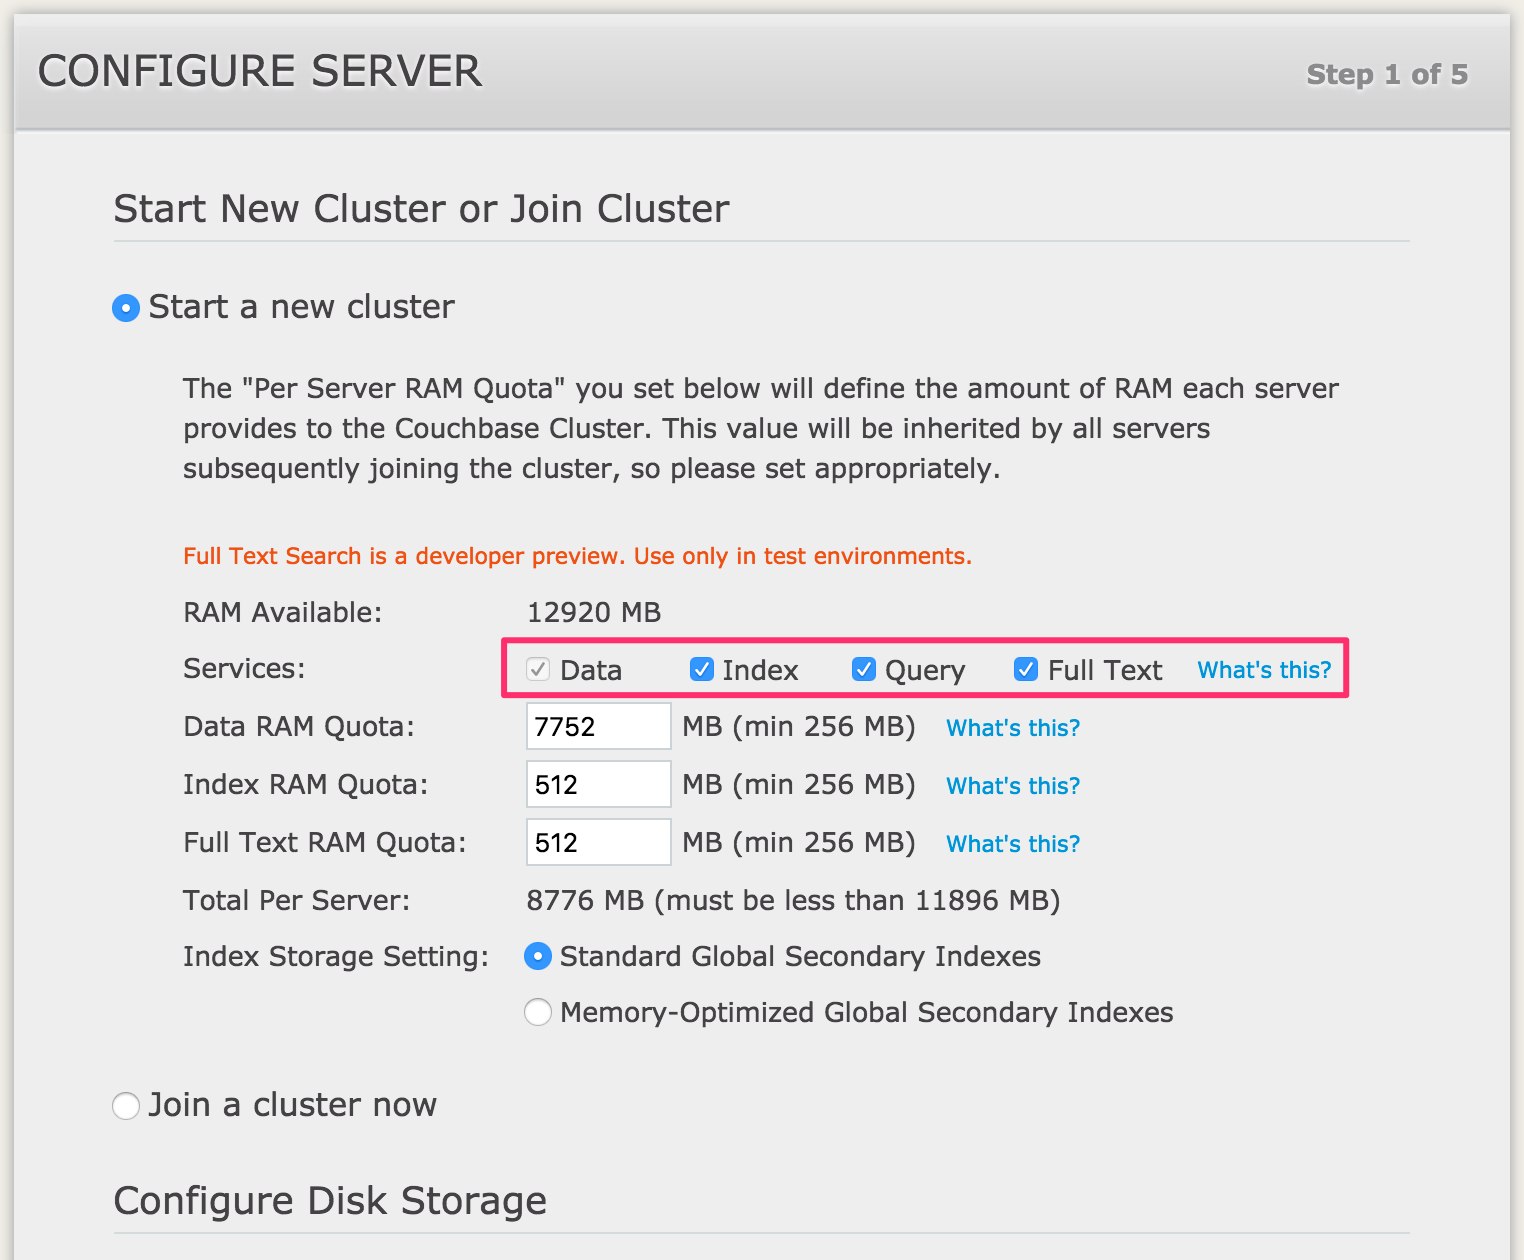 CONFIGURE SERVER
Step 1 of 5
Start New Cluster or Join Cluster
Start a new cluster
The "Per Server RAM Quota" you set below will define the amount of RAM each server
provides to the Couchbase Cluster. This value will be inherited by all servers
subsequently joining the cluster, so please set appropriately.
Full Text Search is a developer preview. Use only in test environments.
RAM Available: 12920 MB
Services: Data Index Query Full Text What's this?
Data RAM Quota: 7752 MB (min 256 MB) What's this?
Index RAM Quota: 512 MB (min 256 MB) What's this?
Full Text RAM Quota: 512 MB (min 256 MB) What's this?
Total Per Server: 8776 MB (must be less than 11896 MB)
Index Storage Setting: Standard Global Secondary Indexes
Memory-Optimized Global Secondary Indexes
Join a cluster now
Configure Disk Storage